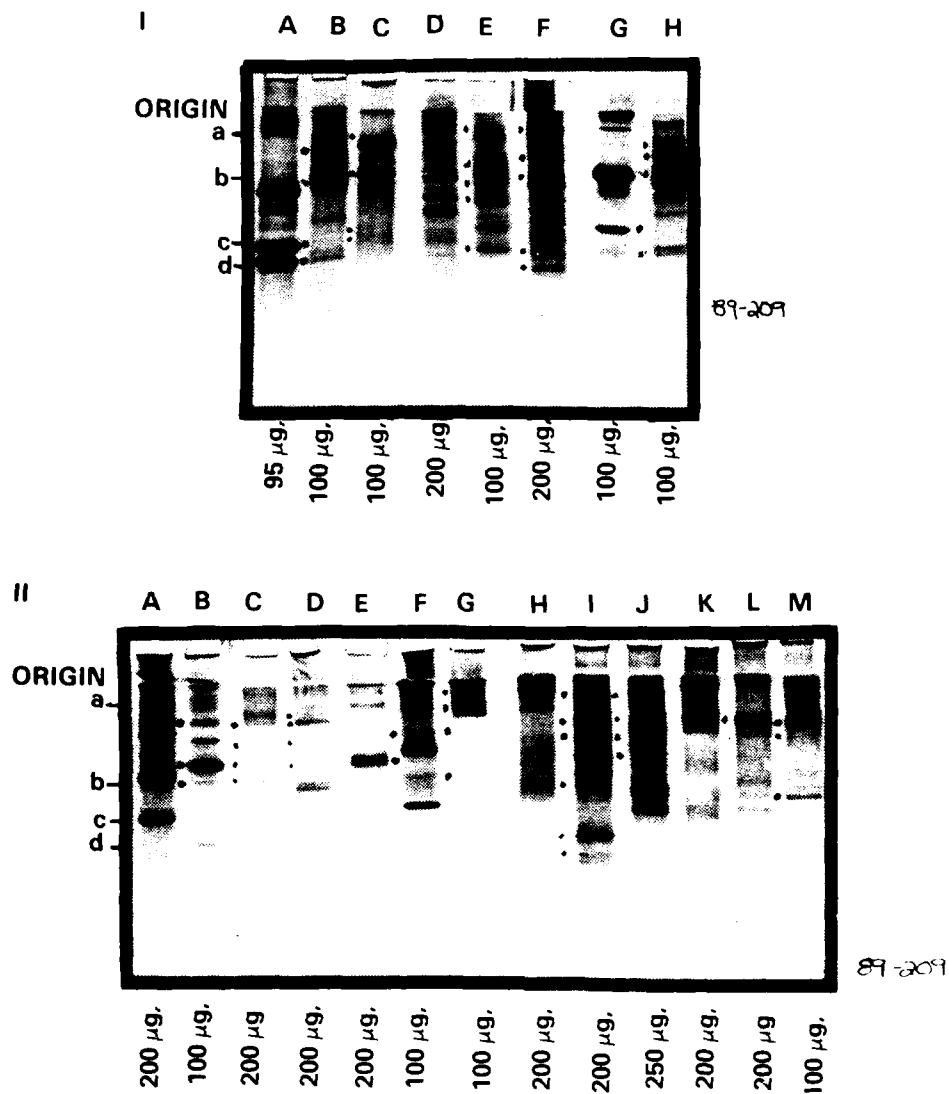 I
A B C D E F G H
ORIGIN
a
b
c
d
89-209
95 µg,
100 µg,
100 µg,
200 µg,
100 µg,
200 µg,
100 µg,
100 µg,
II
A B C D E F G H I J K L M
ORIGIN
a
b
c
d
89-209
200 µg,
100 µg,
200 µg
200 µg,
200 µg,
100 µg,
100 µg,
200 µg,
200 µg,
250 µg,
200 µg,
200 µg,
100 µg,